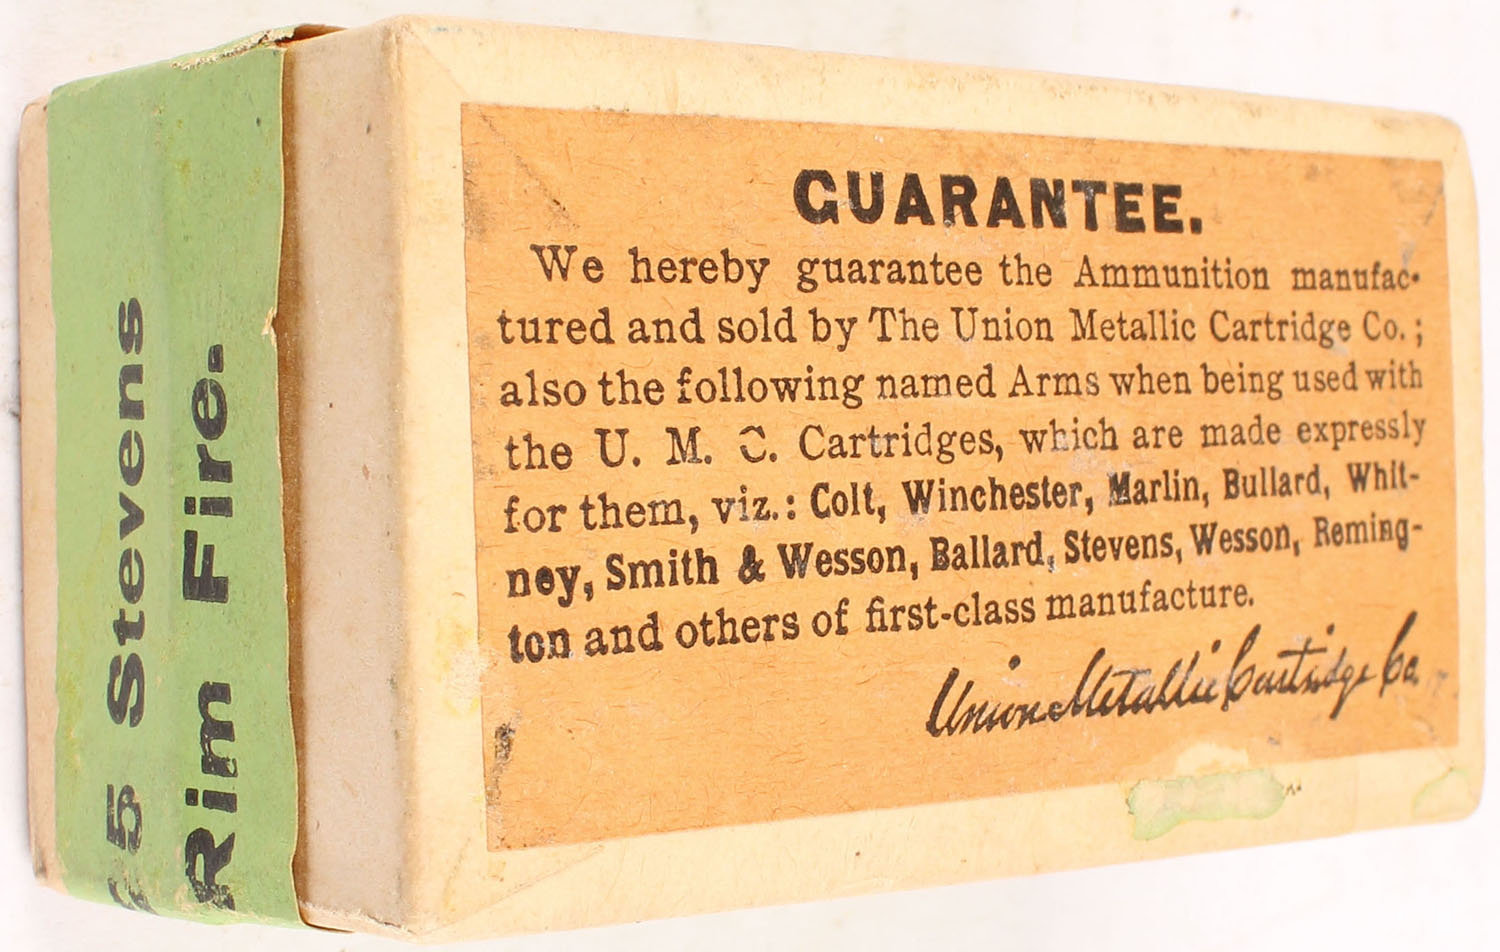 GUARANTEE.
We hereby guarantee the Ammunition manufac-
tured and sold by The Union Metallic Cartridge Co.;
also the following named Arms when being used with
the U. M. C. Cartridges, which are made expressly
for them, viz.: Colt, Winchester, Marlin, Bullard, Whit-
ney, Smith & Wesson, Ballard, Stevens, Wesson, Reming-
ton and others of first-class manufacture.
Union Metallic Cartridge Co.
5 Stevens
Rim Fire.